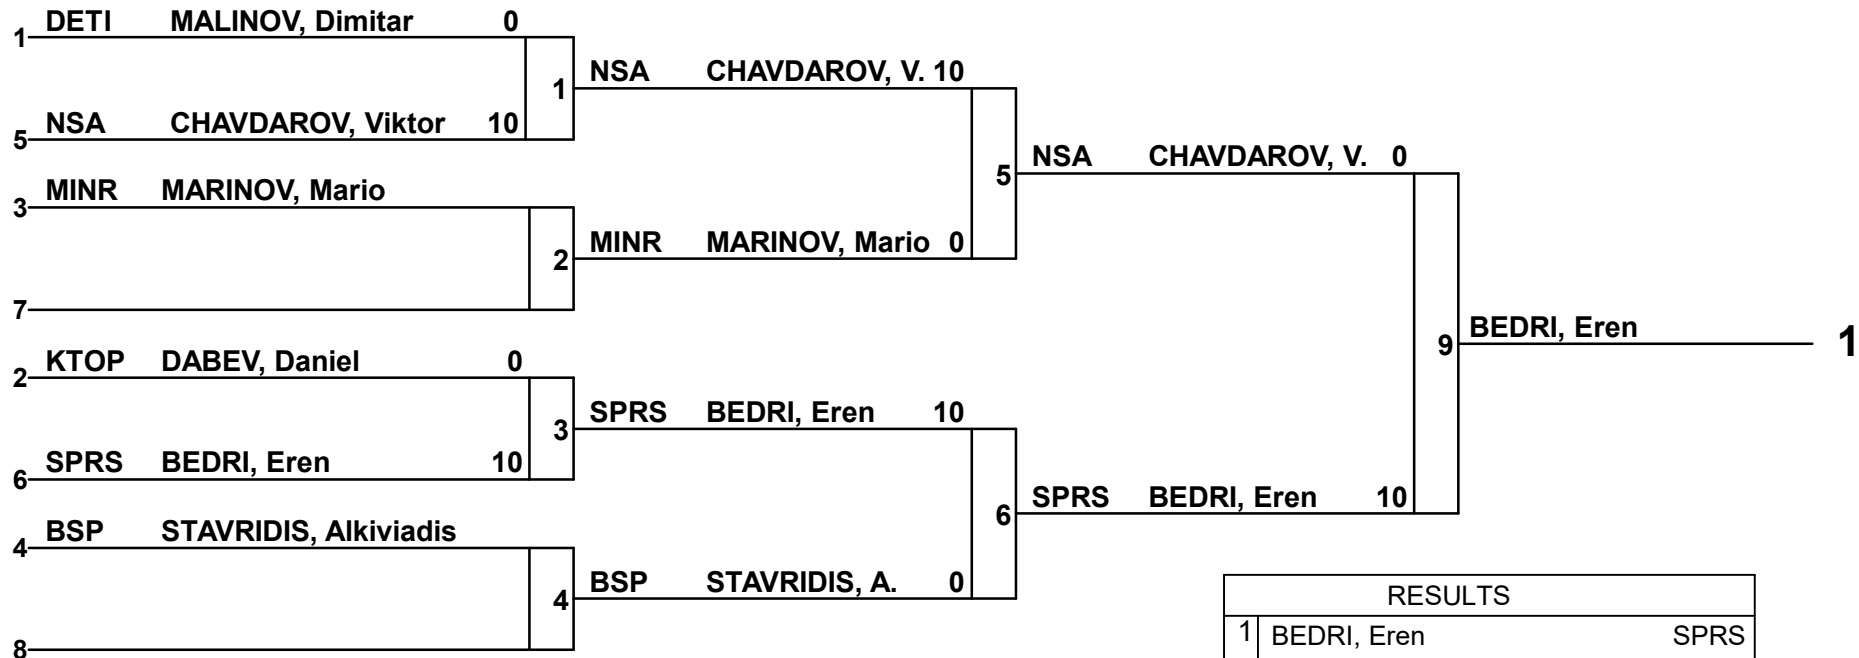 1 DETI MALINOV, Dimitar 0
1 NSA CHAVDAROV, V. 10
5 NSA CHAVDAROV, Viktor 10
5 NSA CHAVDAROV, V. 0
3 MINR MARINOV, Mario
2 MINR MARINOV, Mario 0
7
9 BEDRI, Eren 1
2 KTOP DABEV, Daniel 0
3 SPRS BEDRI, Eren 10
6 SPRS BEDRI, Eren 10
6 SPRS BEDRI, Eren 10
4 BSP STAVRIDIS, Alkiviadis
4 BSP STAVRIDIS, A. 0
8
RESULTS
1 BEDRI, Eren SPRS